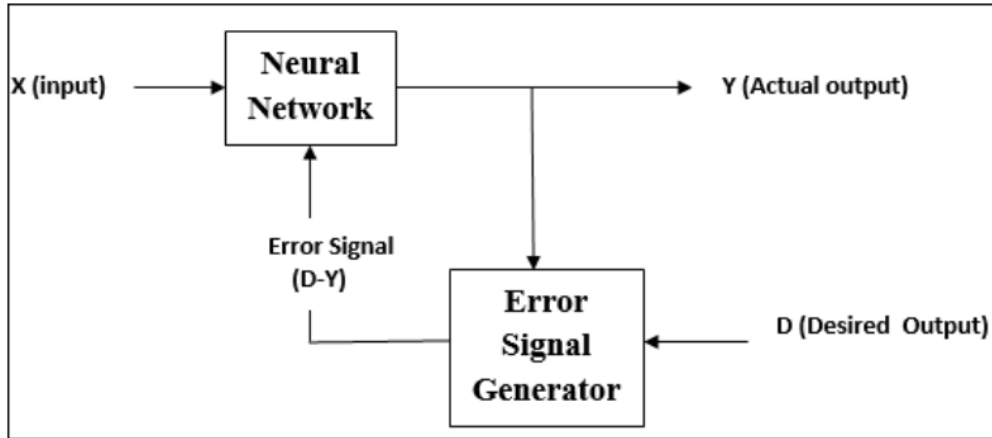 X (input)
Neural
Network
Y (Actual output)
Error Signal
(D-Y)
Error
Signal
Generator
D (Desired Output)